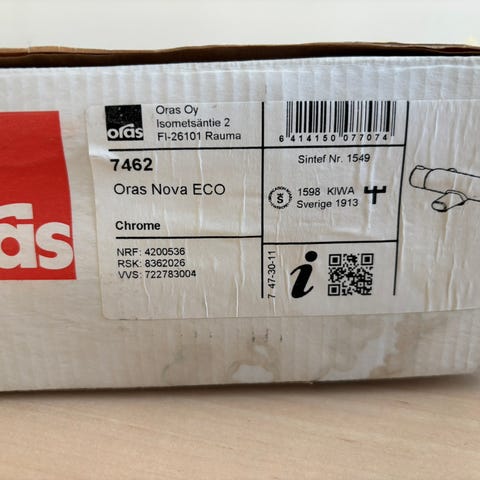 oras
oras
Oras Oy
Isometsäntie 2
FI-26101 Rauma
7462
Oras Nova ECO
Chrome
NRF: 4200536
RSK: 8362026
VVS: 722783004
6 414150 077074
Sintef Nr. 1549
S
1598 KIWA
Sverige 1913
7-47-30-11
i